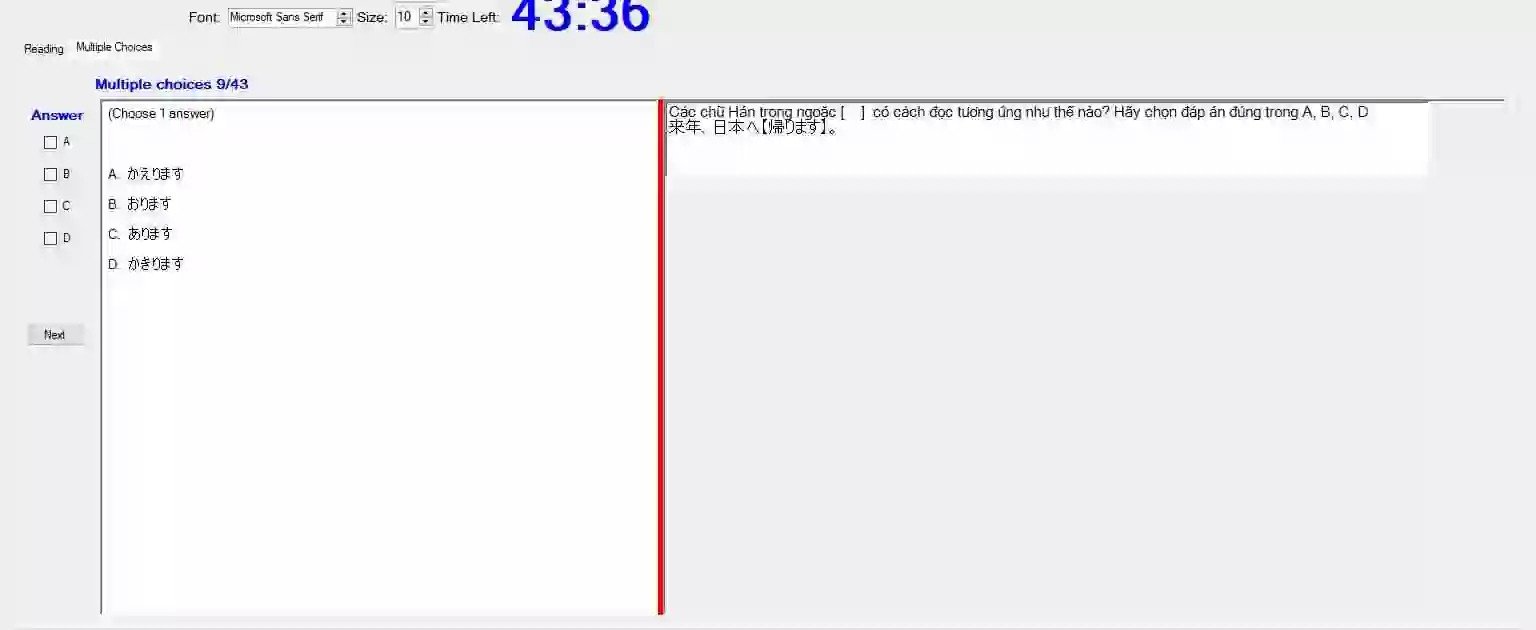 Font: Microsoft Sans Serif Size: 10 Time Left: 43:36
Reading Multiple Choices
Multiple choices 9/43
Answer
A
B
C
D
Next
(Choose 1 answer)
A. かえります
B. おります
C. あります
D. かきります
Các chữ Hán trong ngoặc [ ] có cách đọc tương ứng như thế nào? Hãy chọn đáp án đúng trong A, B, C, D
来年、日本へ【帰ります】。